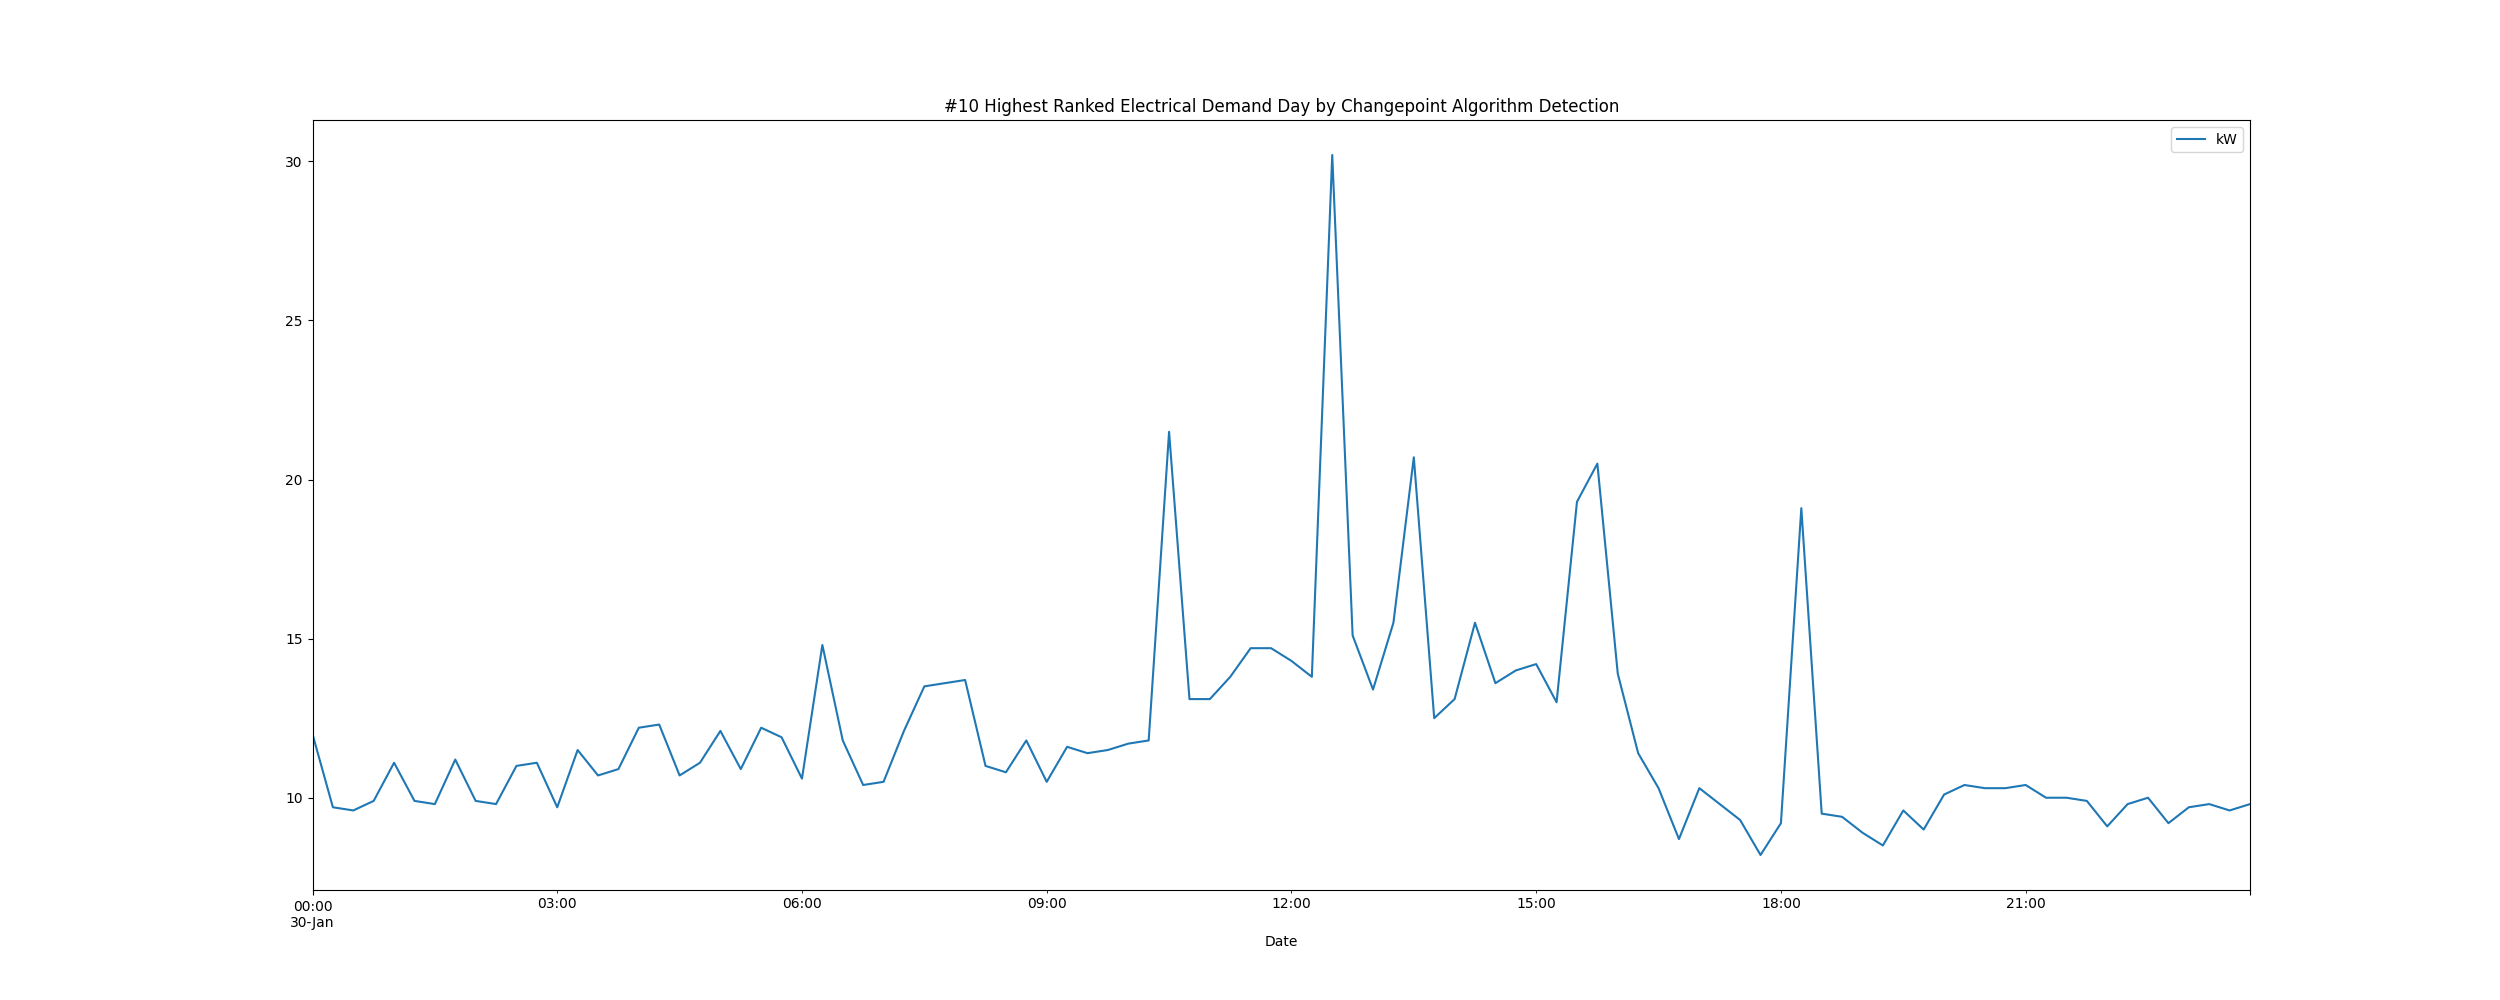 #10 Highest Ranked Electrical Demand Day by Changepoint Algorithm Detection
kW
30
25
20
15
10
00:00 03:00 06:00 09:00 12:00 15:00 18:00 21:00
30-Jan
Date